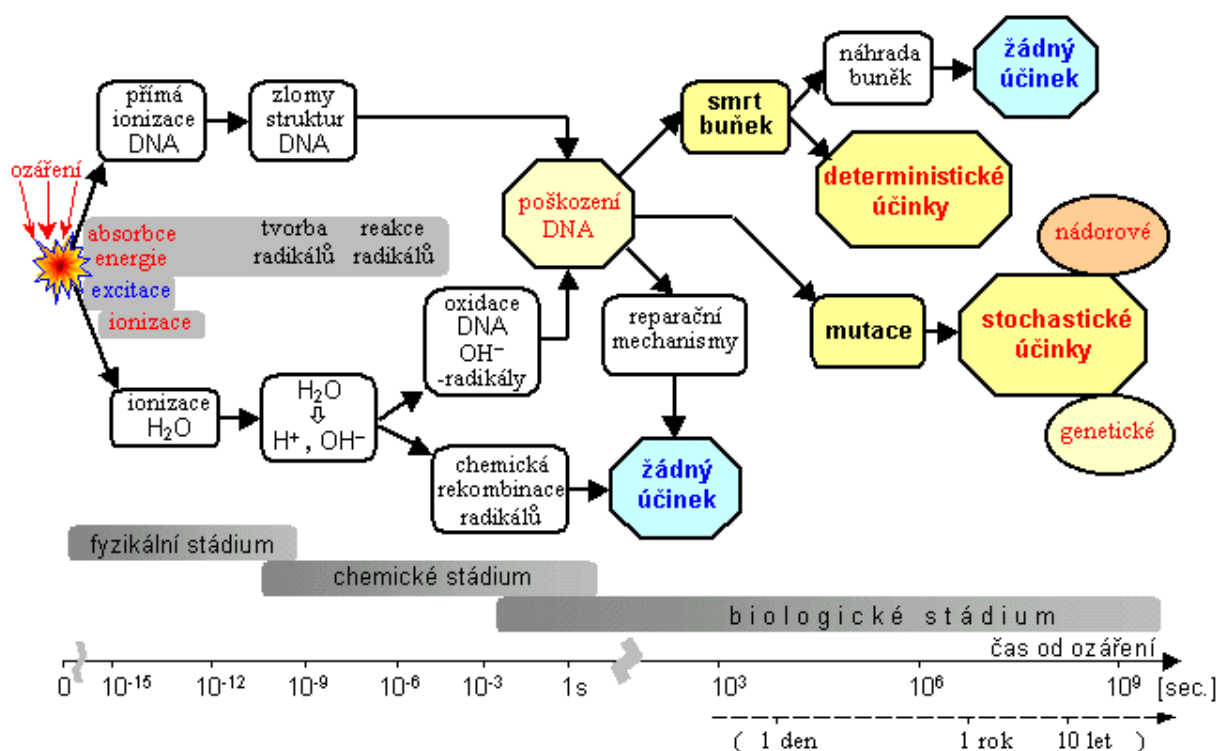 ozáření
přímá
ionizace
DNA
zlomy
struktur
DNA
absorbce
energie
tvorba
radikálů
reakce
radikálů
excitace
ionizace
ionizace
H₂O
H₂O
⇩
H⁺, OH⁻
oxidace
DNA
OH⁻
-radikály
chemická
rekombinace
radikálů
poškození
DNA
reparační
mechanismy
žádný
účinek
smrt
buňek
náhrada
buněk
žádný
účinek
deterministické
účinky
mutace
stochastické
účinky
nádorové
genetické
fyzikální stádium
chemické stádium
biologické stádium
čas od ozáření
0 10⁻¹⁵ 10⁻¹² 10⁻⁹ 10⁻⁶ 10⁻³ 1s 10³ 10⁶ 10⁹ [sec.]
( 1 den 1 rok 10 let )